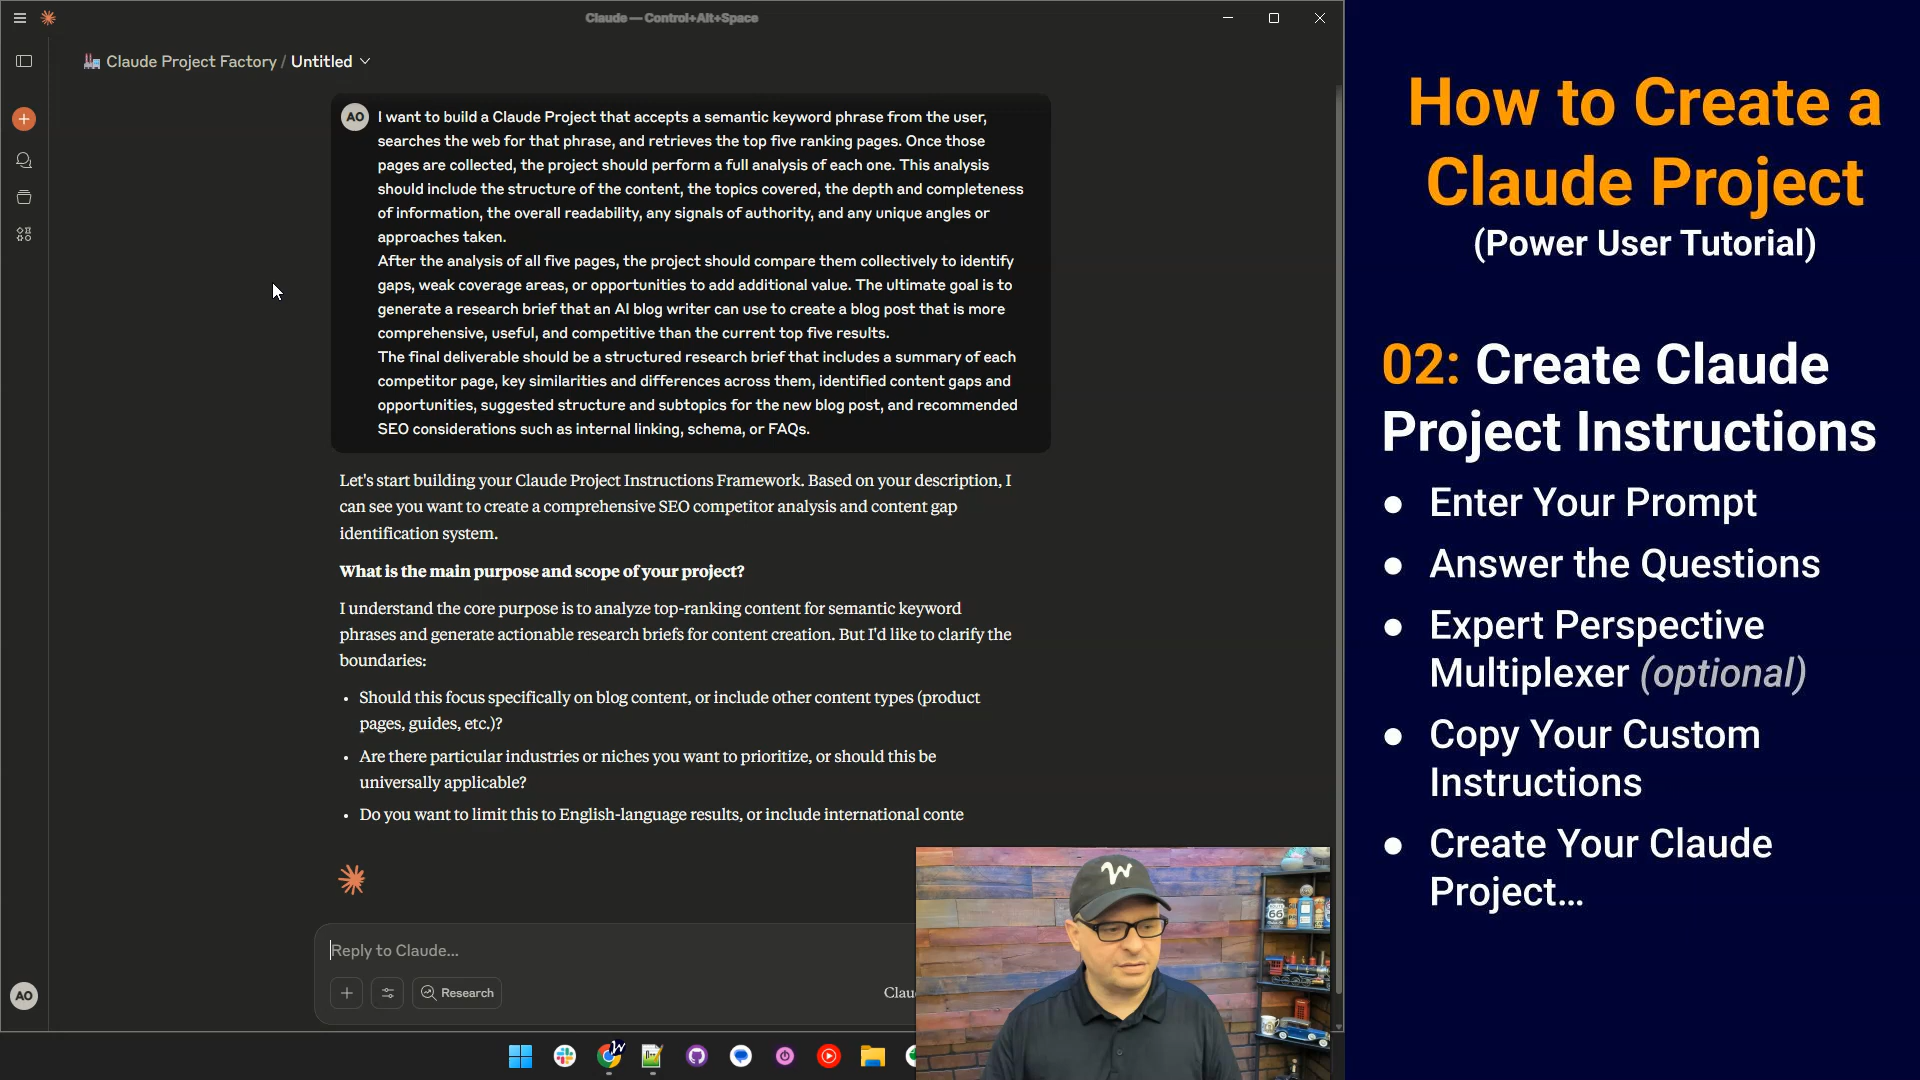 Claude — Control+Alt+Space
Claude Project Factory / Untitled
AO
I want to build a Claude Project that accepts a semantic keyword phrase from the user,
searches the web for that phrase, and retrieves the top five ranking pages. Once those
pages are collected, the project should perform a full analysis of each one. This analysis
should include the structure of the content, the topics covered, the depth and completeness
of information, the overall readability, any signals of authority, and any unique angles or
approaches taken.
After the analysis of all five pages, the project should compare them collectively to identify
gaps, weak coverage areas, or opportunities to add additional value. The ultimate goal is to
generate a research brief that an AI blog writer can use to create a blog post that is more
comprehensive, useful, and competitive than the current top five results.
The final deliverable should be a structured research brief that includes a summary of each
competitor page, key similarities and differences across them, identified content gaps and
opportunities, suggested structure and subtopics for the new blog post, and recommended
SEO considerations such as internal linking, schema, or FAQs.
Let's start building your Claude Project Instructions Framework. Based on your description, I
can see you want to create a comprehensive SEO competitor analysis and content gap
identification system.
What is the main purpose and scope of your project?
I understand the core purpose is to analyze top-ranking content for semantic keyword
phrases and generate actionable research briefs for content creation. But I'd like to clarify the
boundaries:
• Should this focus specifically on blog content, or include other content types (product
pages, guides, etc.)?
• Are there particular industries or niches you want to prioritize, or should this be
universally applicable?
• Do you want to limit this to English-language results, or include international conte
Reply to Claude...
Research
Clau
AO
W
ROUTE
66
How to Create a
Claude Project
(Power User Tutorial)
02: Create Claude
Project Instructions
● Enter Your Prompt
● Answer the Questions
● Expert Perspective
Multiplexer (optional)
● Copy Your Custom
Instructions
● Create Your Claude
Project...